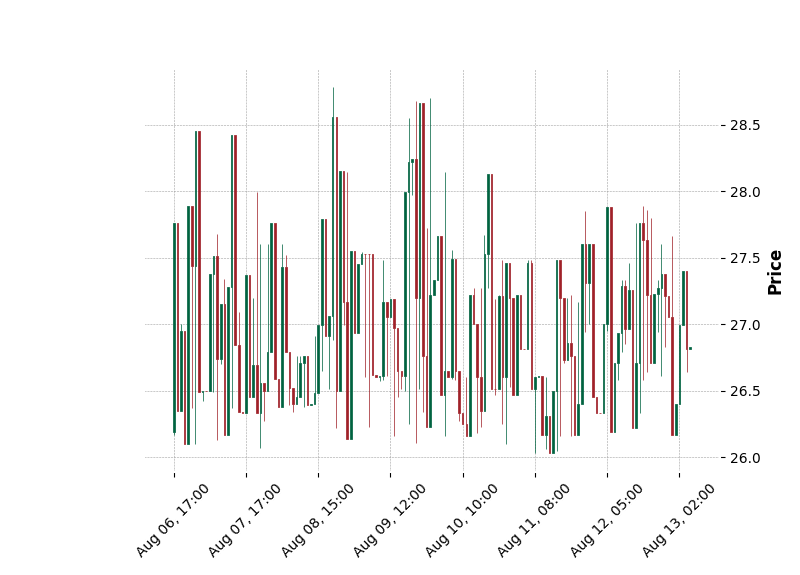 28.5
28.0
27.5
27.0
26.5
26.0
Price
Aug 06, 17:00
Aug 07, 17:00
Aug 08, 15:00
Aug 09, 12:00
Aug 10, 10:00
Aug 11, 08:00
Aug 12, 05:00
Aug 13, 02:00